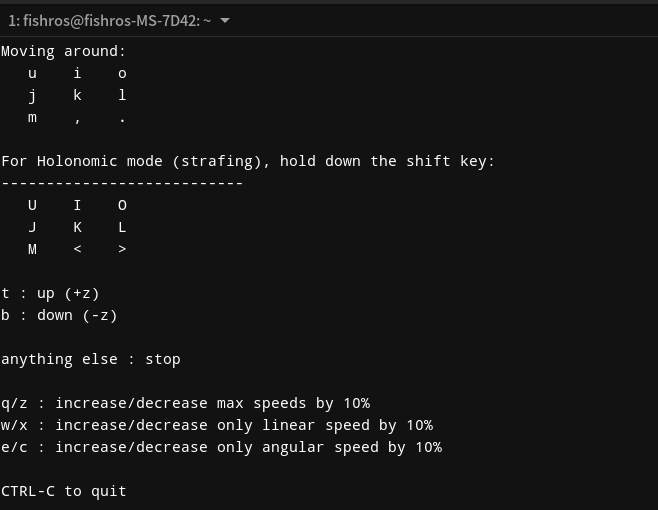 1: fishros@fishros-MS-7D42: ~
Moving around:
u i o
j k l
m , .
For Holonomic mode (strafing), hold down the shift key:
---------------------------
U I O
J K L
M < >
t : up (+z)
b : down (-z)
anything else : stop
q/z : increase/decrease max speeds by 10%
w/x : increase/decrease only linear speed by 10%
e/c : increase/decrease only angular speed by 10%
CTRL-C to quit